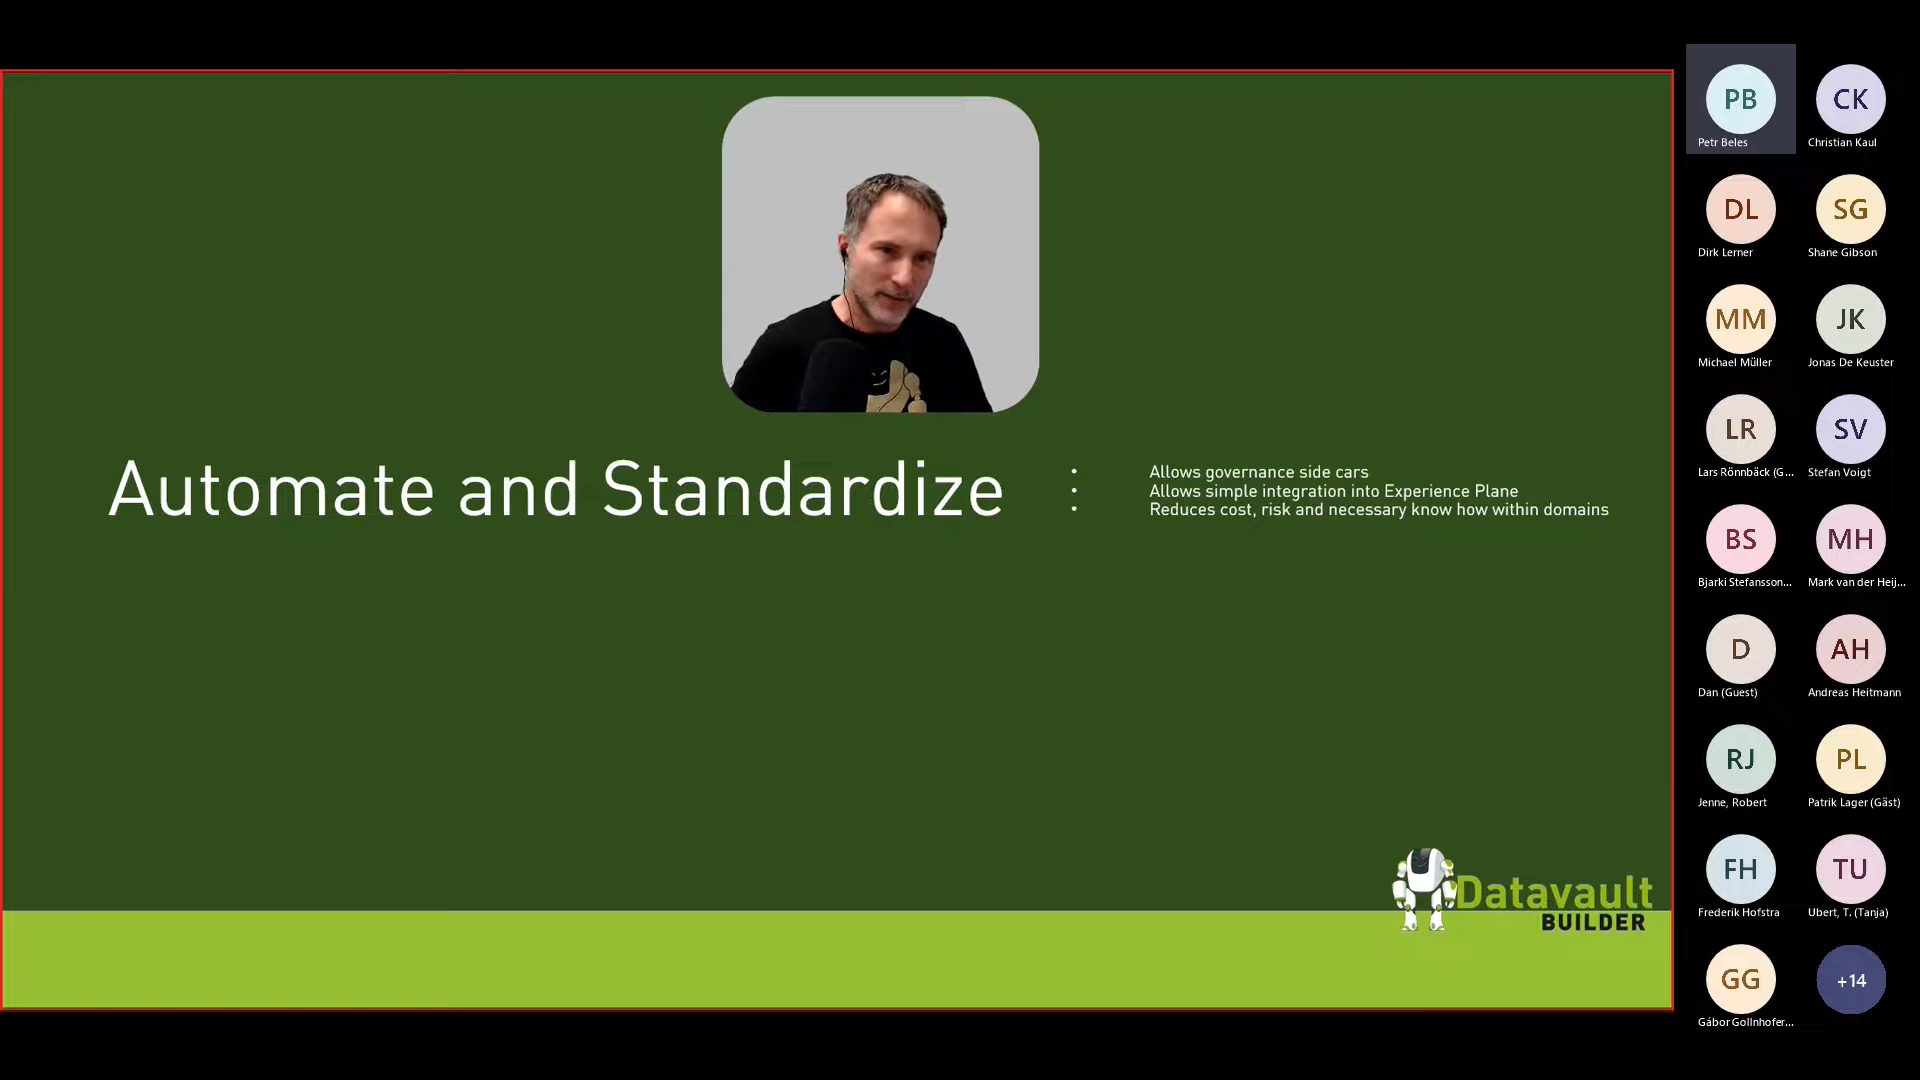 Automate and Standardize
• Allows governance side cars
• Allows simple integration into Experience Plane
• Reduces cost, risk and necessary know how within domains
Datavault
BUILDER
PB
Petr Beles
CK
Christian Kaul
DL
Dirk Lerner
SG
Shane Gibson
MM
Michael Müller
JK
Jonas De Keuster
LR
Lars Rönnbäck (G...
SV
Stefan Voigt
BS
Bjarki Stefansson...
MH
Mark van der Heij...
D
Dan (Guest)
AH
Andreas Heitmann
RJ
Jenne, Robert
PL
Patrik Lager (Gäst)
FH
Frederik Hofstra
TU
Ubert, T. (Tanja)
GG
Gábor Gollnhofer...
+14